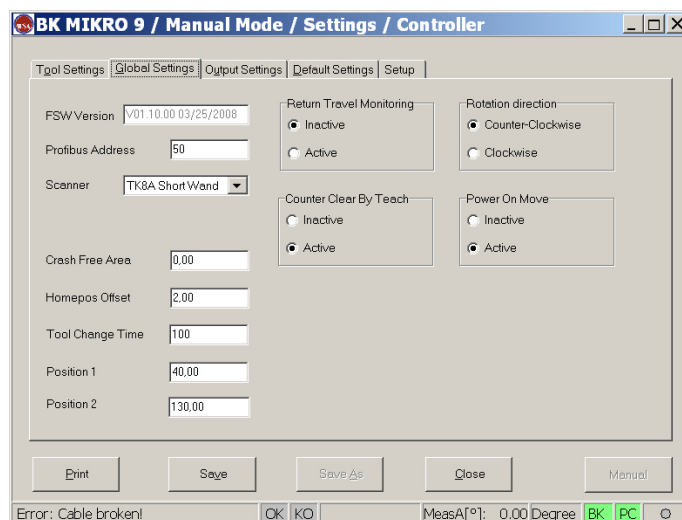 BK MIKRO 9 / Manual Mode / Settings / Controller
Tool Settings Global Settings Output Settings Default Settings Setup
FSW Version V01.10.00 03/25/2008
Profibus Address 50
Scanner TK8A Short Wand
Crash Free Area 0,00
Homepos Offset 2,00
Tool Change Time 100
Position 1 40,00
Position 2 130,00
Return Travel Monitoring
Inactive
Active
Counter Clear By Teach
Inactive
Active
Rotation direction
Counter-Clockwise
Clockwise
Power On Move
Inactive
Active
Print Save Save As Close Manual
Error: Cable broken! OK KO MeasA[°]: 0.00 Degree BK PC